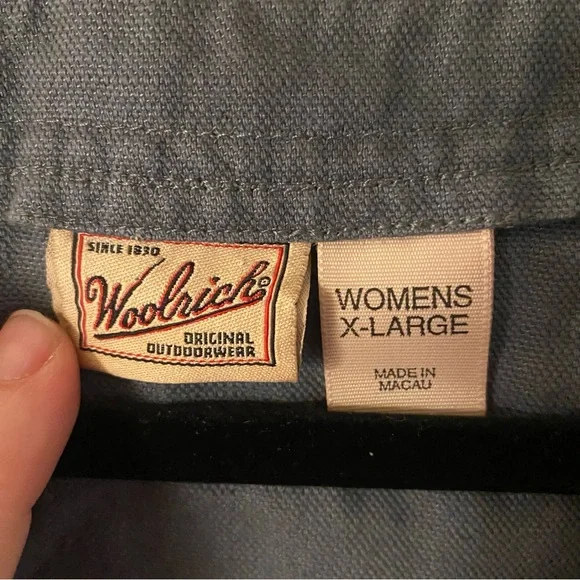 SINCE 1830
Woolrich
ORIGINAL
OUTDOORWEAR
WOMENS
X-LARGE
MADE IN
MACAU